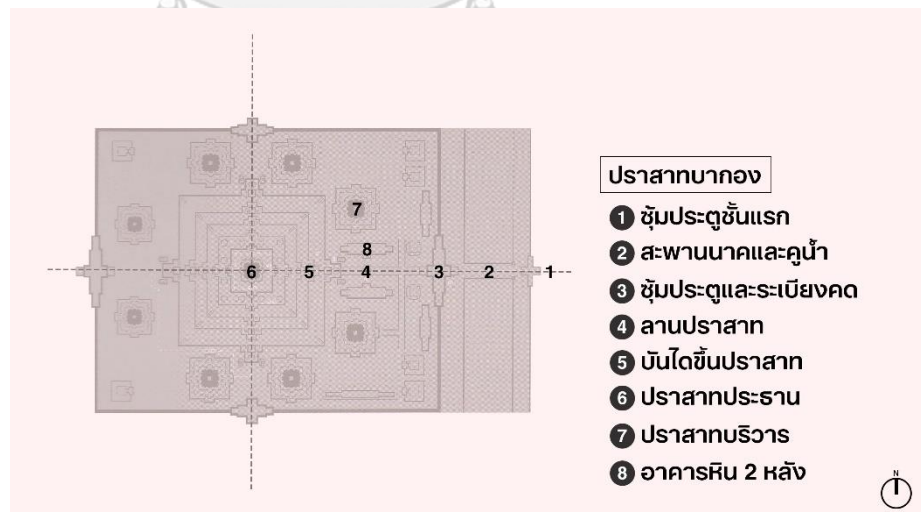 7
8
6 5 4 3 2 1
ปราสาทบากอง
1 ซุ้มประตูชั้นแรก
2 สะพานนาคและคูน้ำ
3 ซุ้มประตูและระเบียงคด
4 ลานปราสาท
5 บันไดขึ้นปราสาท
6 ปราสาทประธาน
7 ปราสาทบริวาร
8 อาคารหิน 2 หลัง
N